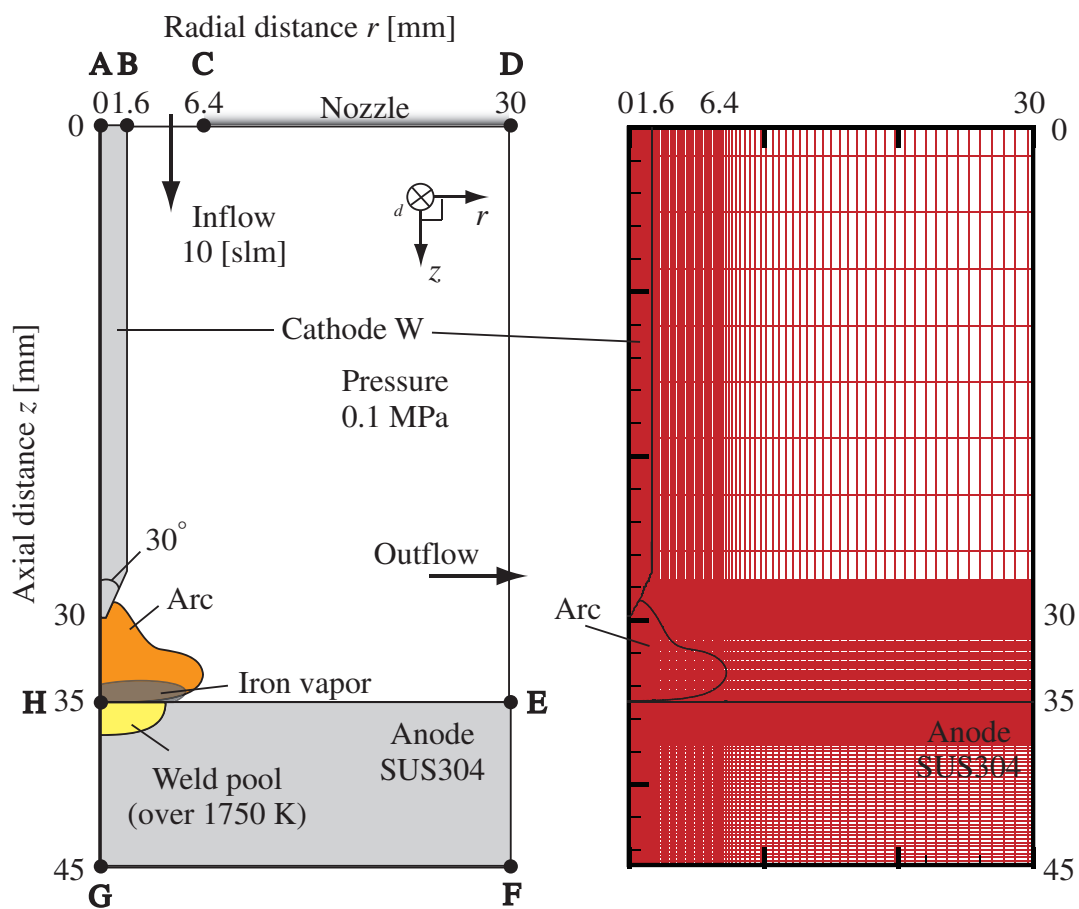 Radial distance r [mm]
A B C D
0 1.6 6.4 Nozzle 30
0
Inflow
10 [slm]
d
r
z
Cathode W
Pressure
0.1 MPa
Axial distance z [mm]
30°
Outflow
Arc
30
Iron vapor
H 35 E
Anode
SUS304
Weld pool
(over 1750 K)
45
G F
0 1.6 6.4 30
0
Arc
30
35
Anode
SUS304
45